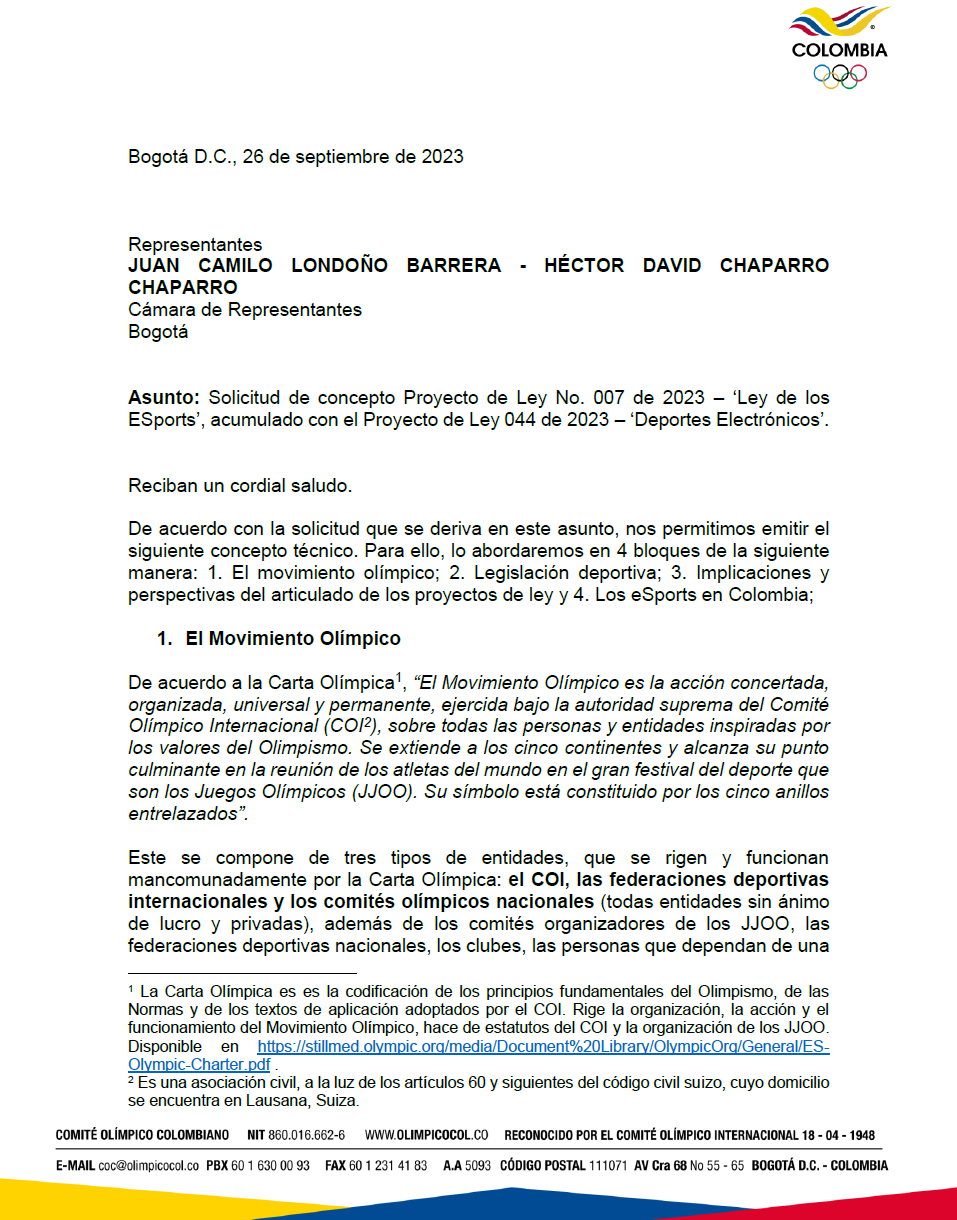 COLOMBIA
Bogotá D.C., 26 de septiembre de 2023
Representantes
JUAN CAMILO LONDOÑO BARRERA - HÉCTOR DAVID CHAPARRO
CHAPARRO
Cámara de Representantes
Bogotá
Asunto: Solicitud de concepto Proyecto de Ley No. 007 de 2023 – ‘Ley de los
ESports’, acumulado con el Proyecto de Ley 044 de 2023 – ‘Deportes Electrónicos’.
Reciban un cordial saludo.
De acuerdo con la solicitud que se deriva en este asunto, nos permitimos emitir el
siguiente concepto técnico. Para ello, lo abordaremos en 4 bloques de la siguiente
manera: 1. El movimiento olímpico; 2. Legislación deportiva; 3. Implicaciones y
perspectivas del articulado de los proyectos de ley y 4. Los eSports en Colombia;
1. El Movimiento Olímpico
De acuerdo a la Carta Olímpica¹, “El Movimiento Olímpico es la acción concertada,
organizada, universal y permanente, ejercida bajo la autoridad suprema del Comité
Olímpico Internacional (COI²), sobre todas las personas y entidades inspiradas por
los valores del Olimpismo. Se extiende a los cinco continentes y alcanza su punto
culminante en la reunión de los atletas del mundo en el gran festival del deporte que
son los Juegos Olímpicos (JJOO). Su símbolo está constituido por los cinco anillos
entrelazados”.
Este se compone de tres tipos de entidades, que se rigen y funcionan
mancomunadamente por la Carta Olímpica: el COI, las federaciones deportivas
internacionales y los comités olímpicos nacionales (todas entidades sin ánimo
de lucro y privadas), además de los comités organizadores de los JJOO, las
federaciones deportivas nacionales, los clubes, las personas que dependan de una
¹ La Carta Olímpica es es la codificación de los principios fundamentales del Olimpismo, de las
Normas y de los textos de aplicación adoptados por el COI. Rige la organización, la acción y el
funcionamiento del Movimiento Olímpico, hace de estatutos del COI y la organización de los JJOO.
Disponible en https://stillmed.olympic.org/media/Document%20Library/OlympicOrg/General/ES-
Olympic-Charter.pdf .
² Es una asociación civil, a la luz de los artículos 60 y siguientes del código civil suizo, cuyo domicilio
se encuentra en Lausana, Suiza.
COMITÉ OLÍMPICO COLOMBIANO NIT 860.016.662-6 WWW.OLIMPICOCOL.CO RECONOCIDO POR EL COMITÉ OLÍMPICO INTERNACIONAL 18 - 04 - 1948
E-MAIL coc@olimpicocol.co PBX 60 1 630 00 93 FAX 60 1 231 41 83 A.A 5093 CÓDIGO POSTAL 111071 AV Cra 68 No 55 - 65 BOGOTÁ D.C. - COLOMBIA